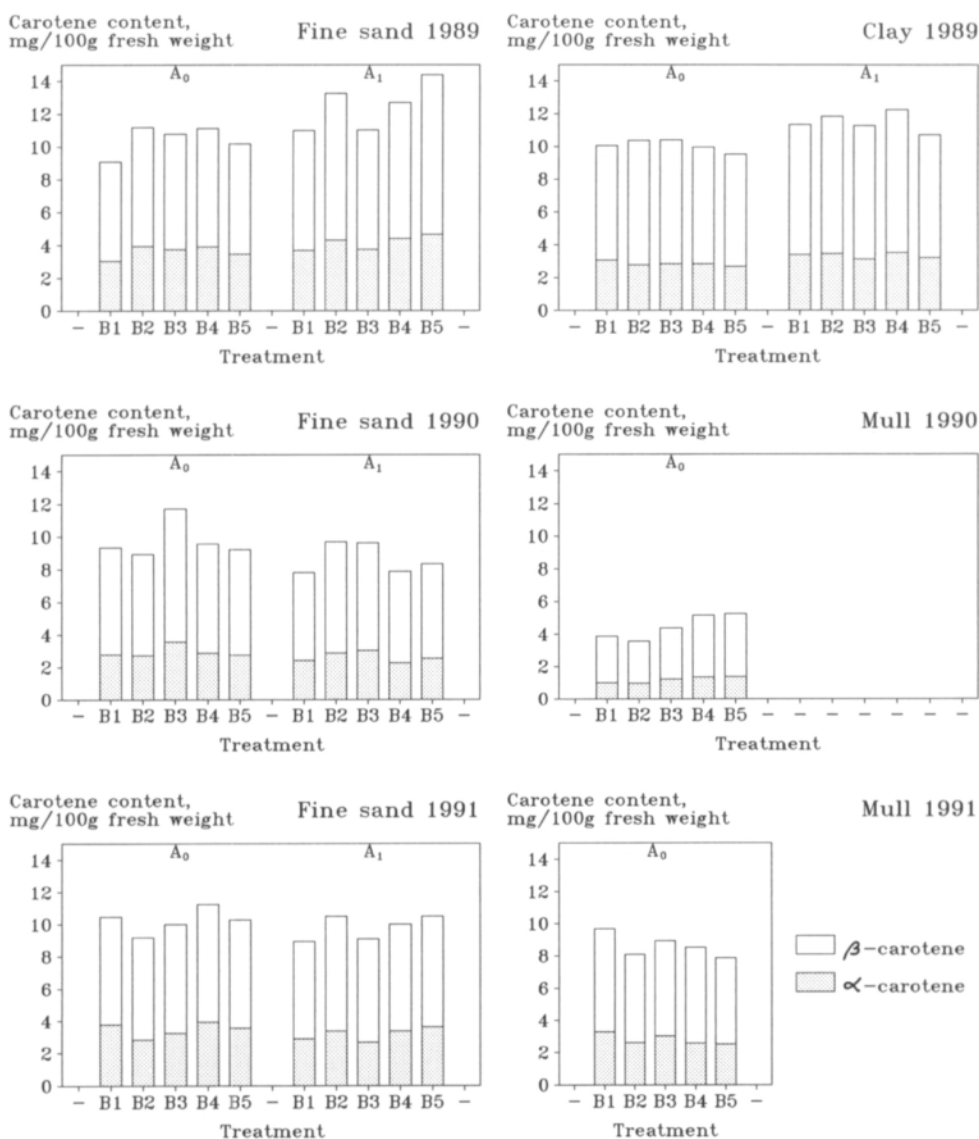 Carotene content,
mg/100g fresh weight
Fine sand 1989
A₀ A₁
14
12
10
8
6
4
2
0
– B1 B2 B3 B4 B5 – B1 B2 B3 B4 B5 –
Treatment
Carotene content,
mg/100g fresh weight
Clay 1989
A₀ A₁
14
12
10
8
6
4
2
0
– B1 B2 B3 B4 B5 – B1 B2 B3 B4 B5 –
Treatment
Carotene content,
mg/100g fresh weight
Fine sand 1990
A₀ A₁
14
12
10
8
6
4
2
0
– B1 B2 B3 B4 B5 – B1 B2 B3 B4 B5 –
Treatment
Carotene content,
mg/100g fresh weight
Mull 1990
A₀
14
12
10
8
6
4
2
0
– B1 B2 B3 B4 B5 – – – – – – –
Treatment
Carotene content,
mg/100g fresh weight
Fine sand 1991
A₀ A₁
14
12
10
8
6
4
2
0
– B1 B2 B3 B4 B5 – B1 B2 B3 B4 B5 –
Treatment
Carotene content,
mg/100g fresh weight
Mull 1991
A₀
14
12
10
8
6
4
2
0
– B1 B2 B3 B4 B5 –
Treatment
β-carotene
α-carotene